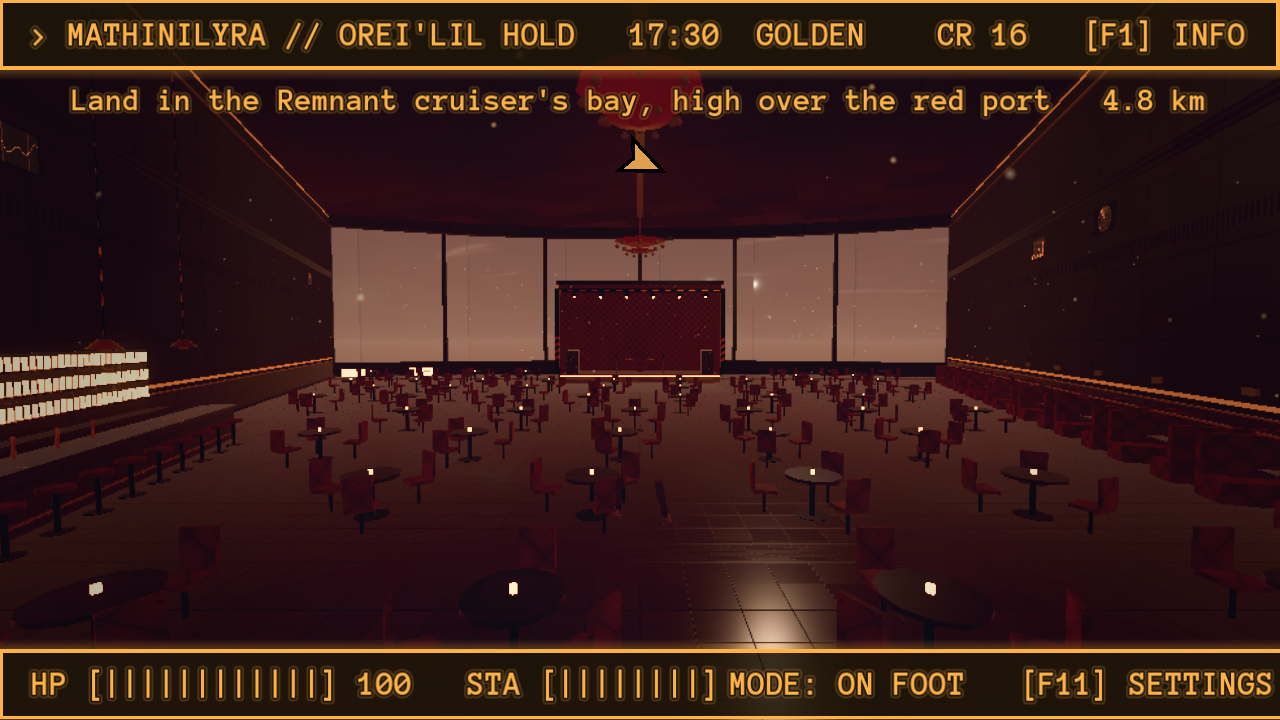 › MATHINILYRA // OREI'LIL HOLD 17:30 GOLDEN CR 16 [F1] INFO
Land in the Remnant cruiser's bay, high over the red port 4.8 km
HP [||||||||||||] 100 STA [||||||||] MODE: ON FOOT [F11] SETTINGS